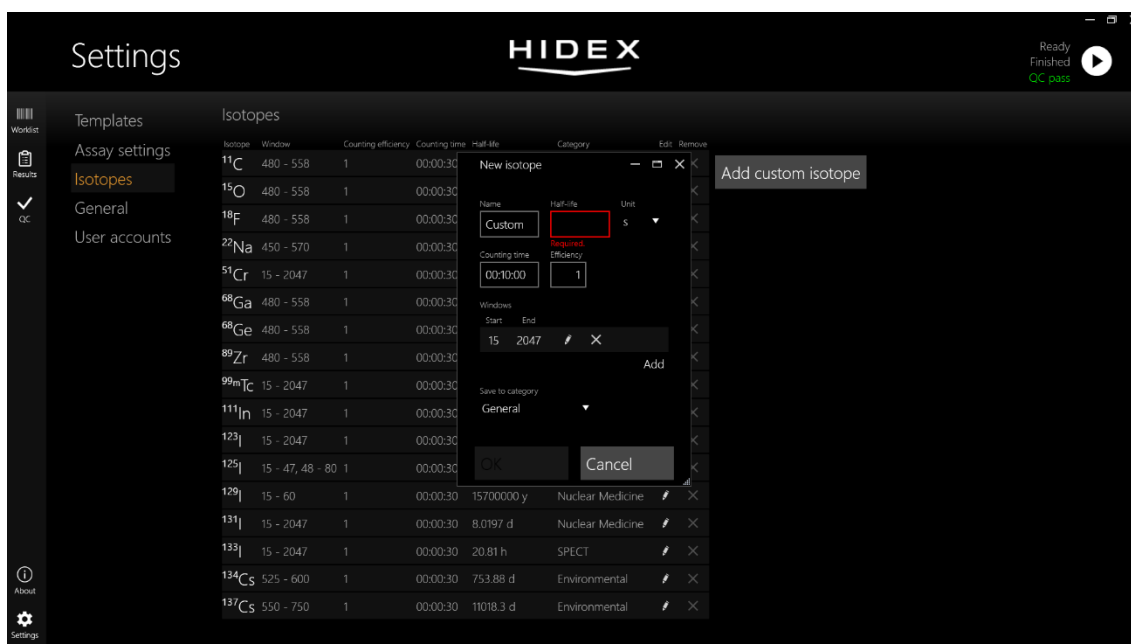 Settings
HIDEX
Ready
Finished
QC pass
Worklist
Results
QC
About
Settings
Templates
Assay settings
Isotopes
General
User accounts
Isotopes
Isotope Window Counting efficiency Counting time Half-life Category Edit Remove
¹¹C 480 - 558 1 00:00:30
¹⁵O 480 - 558 1 00:00:30
¹⁸F 480 - 558 1 00:00:30
²²Na 450 - 570 1 00:00:30
⁵¹Cr 15 - 2047 1 00:00:30
⁶⁸Ga 480 - 558 1 00:00:30
⁶⁸Ge 480 - 558 1 00:00:30
⁸⁹Zr 480 - 558 1 00:00:30
⁹⁹ᵐTc 15 - 2047 1 00:00:30
¹¹¹In 15 - 2047 1 00:00:30
¹²³I 15 - 2047 1 00:00:30
¹²⁵I 15 - 47, 48 - 80 1 00:00:30
¹²⁹I 15 - 60 1 00:00:30 15700000 y Nuclear Medicine
¹³¹I 15 - 2047 1 00:00:30 8.0197 d Nuclear Medicine
¹³³I 15 - 2047 1 00:00:30 20.81 h SPECT
¹³⁴Cs 525 - 600 1 00:00:30 753.88 d Environmental
¹³⁷Cs 550 - 750 1 00:00:30 11018.3 d Environmental
New isotope
Name Half-life Unit
Custom s
Required.
Counting time Efficiency
00:10:00 1
Windows
Start End
15 2047
Add
Save to category
General
OK Cancel
Add custom isotope